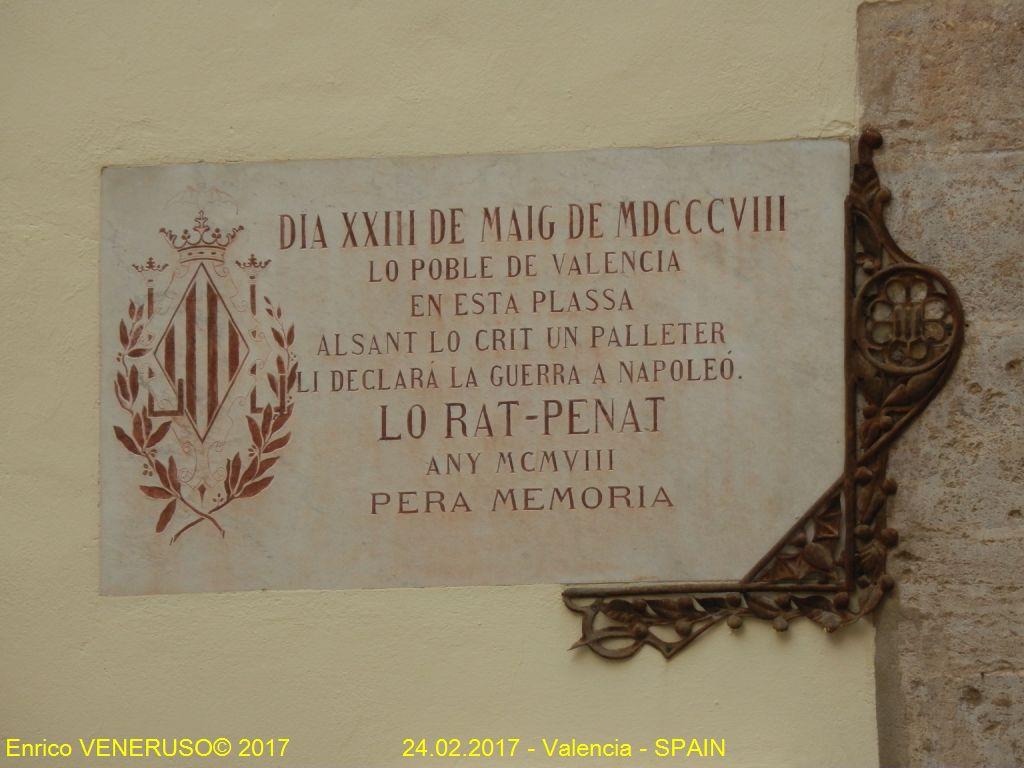 DIA XXIII DE MAIG DE MDCCCVIII
LO POBLE DE VALENCIA
EN ESTA PLASSA
ALSANT LO CRIT UN PALLETER
LI DECLARÁ LA GUERRA A NAPOLEÓ.
LO RAT-PENAT
ANY MCMVIII
PERA MEMORIA
Enrico VENERUSO© 2017
24.02.2017 - Valencia - SPAIN